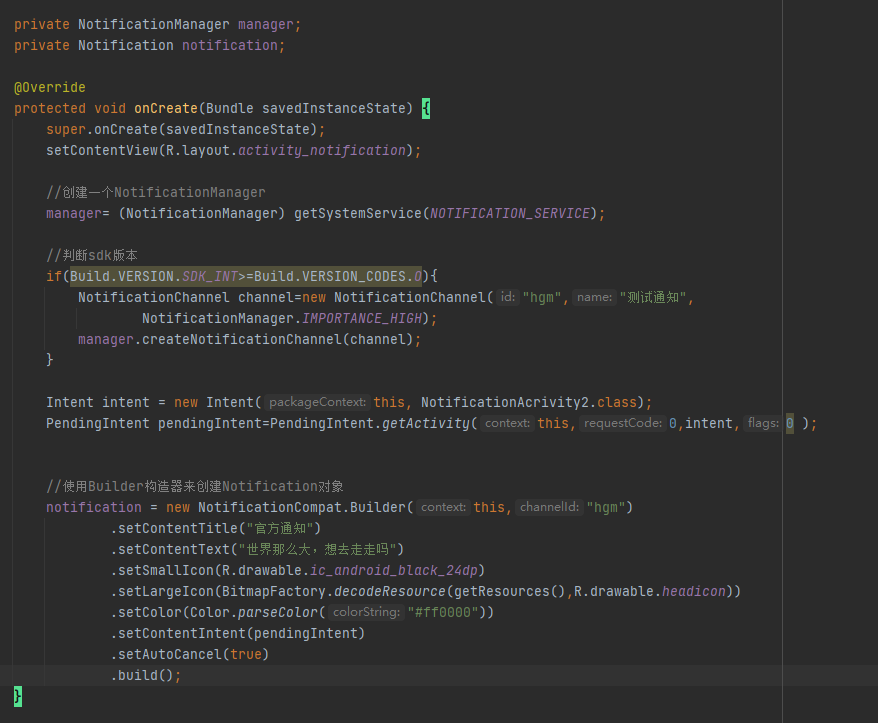 private NotificationManager manager;
private Notification notification;
@Override
protected void onCreate(Bundle savedInstanceState) {
super.onCreate(savedInstanceState);
setContentView(R.layout.activity_notification);
//创建一个NotificationManager
manager= (NotificationManager) getSystemService(NOTIFICATION_SERVICE);
//判断sdk版本
if(Build.VERSION.SDK_INT>=Build.VERSION_CODES.O){
NotificationChannel channel=new NotificationChannel( id: "hgm", name: "测试通知",
NotificationManager.IMPORTANCE_HIGH);
manager.createNotificationChannel(channel);
}
Intent intent = new Intent( packageContext: this, NotificationAcrivity2.class);
PendingIntent pendingIntent=PendingIntent.getActivity( context: this, requestCode: 0,intent, flags: 0 );
//使用Builder构造器来创建Notification对象
notification = new NotificationCompat.Builder( context: this, channelId: "hgm")
.setContentTitle("官方通知")
.setContentText("世界那么大，想去走走吗")
.setSmallIcon(R.drawable.ic_android_black_24dp)
.setLargeIcon(BitmapFactory.decodeResource(getResources(),R.drawable.headicon))
.setColor(Color.parseColor( colorString: "#ff0000"))
.setContentIntent(pendingIntent)
.setAutoCancel(true)
.build();
}